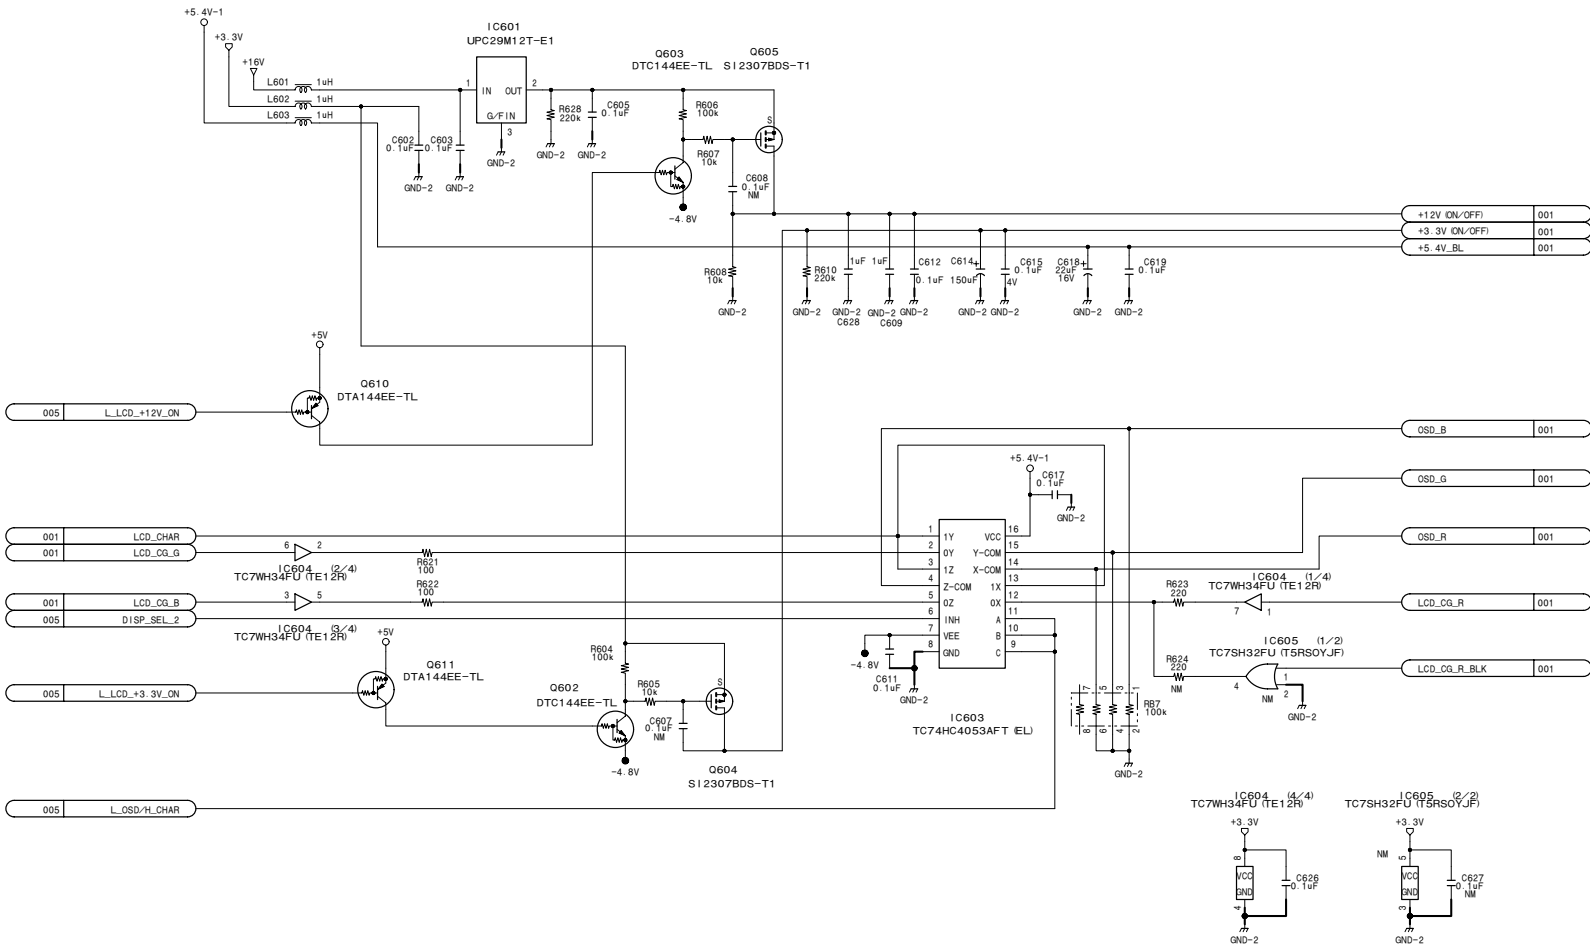 +5.4V-1
+3.3V
+16V
L601 1uH
L602 1uH
L603 1uH
IC601
UPC29M12T-E1
1 IN OUT 2
G/FIN
3
GND-2
C602
0.1uF
GND-2
C603
0.1uF
GND-2
R628
220k
GND-2
C605
0.1uF
GND-2
Q603
DTC144EE-TL
Q605
SI2307BDS-T1
R606
100k
R607
10k
S
C608
0.1uF
NM
-4.8V
R608
10k
GND-2
R610
220k
GND-2
1uF
GND-2
C628
1uF
GND-2
C609
C612
0.1uF
GND-2
C614
+
150uF
GND-2
C615
0.1uF
4V
GND-2
C618
+
22uF
16V
GND-2
C619
0.1uF
GND-2
+12V (ON/OFF) 001
+3.3V (ON/OFF) 001
+5.4V_BL 001
+5V
Q610
DTA144EE-TL
005 L_LCD_+12V_ON
OSD_B 001
OSD_G 001
OSD_R 001
+5.4V-1
C617
0.1uF
GND-2
001 LCD_CHAR
001 LCD_CG_G
6 2
IC604 (2/4)
TC7WH34FU (TE12R)
R621
100
001 LCD_CG_B
005 DISP_SEL_2
3 5
IC604 (3/4)
TC7WH34FU (TE12R)
R622
100
1 1Y VCC 16
2 0Y Y-COM 15
3 1Z X-COM 14
4 Z-COM 1X 13
5 0Z 0X 12
6 INH A 11
7 VEE B 10
8 GND C 9
IC603
TC74HC4053AFT (EL)
-4.8V
C611
0.1uF
GND-2
R623
220
IC604 (1/4)
TC7WH34FU (TE12R)
7 1
LCD_CG_R 001
IC605 (1/2)
TC7SH32FU (T5RSOYJF)
R624
220
NM
4
1
2
NM
GND-2
LCD_CG_R_BLK 001
7 5 3 1
RB7
100k
8 6 4 2
GND-2
+5V
Q611
DTA144EE-TL
005 L_LCD_+3.3V_ON
Q602
DTC144EE-TL
R604
100k
R605
10k
C607
0.1uF
NM
S
-4.8V
Q604
SI2307BDS-T1
005 L_OSD/H_CHAR
IC604 (4/4)
TC7WH34FU (TE12R)
+3.3V
8
VCC
GND
4
C626
0.1uF
GND-2
IC605 (2/2)
TC7SH32FU (T5RSOYJF)
+3.3V
NM
5
VCC
GND
3
C627
0.1uF
NM
GND-2